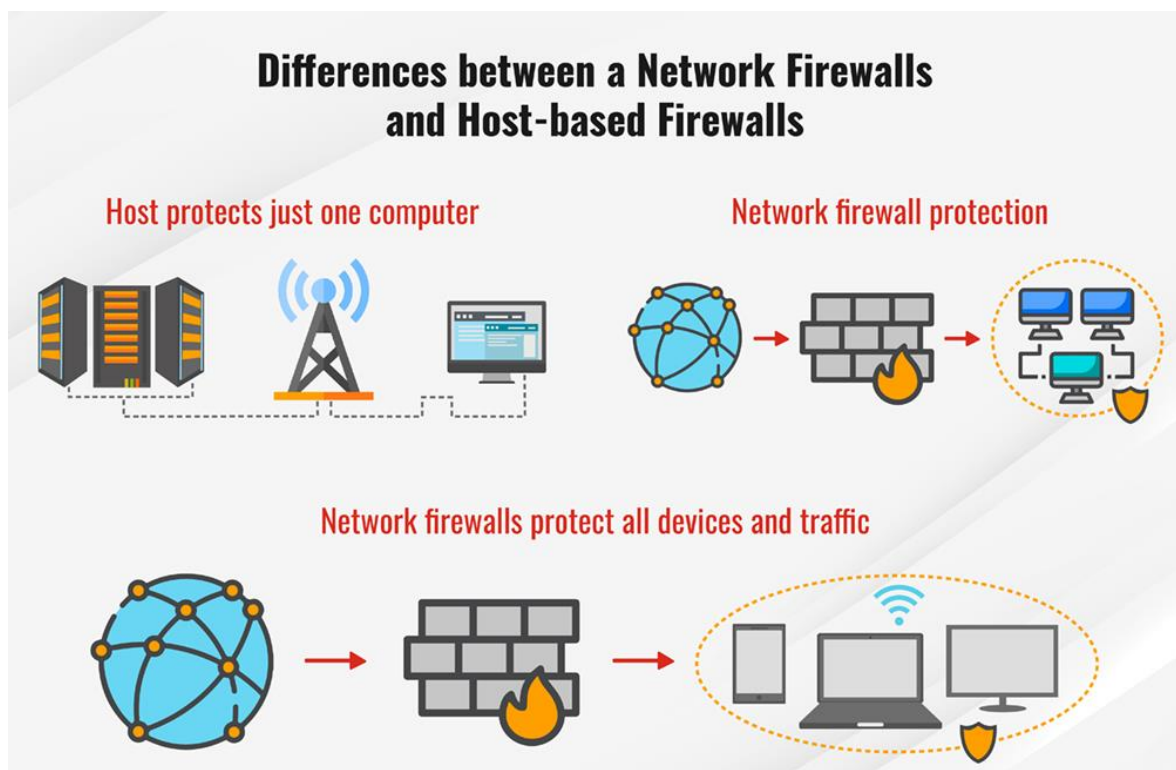 Differences between a Network Firewalls
and Host-based Firewalls
Host protects just one computer
Network firewall protection
Network firewalls protect all devices and traffic